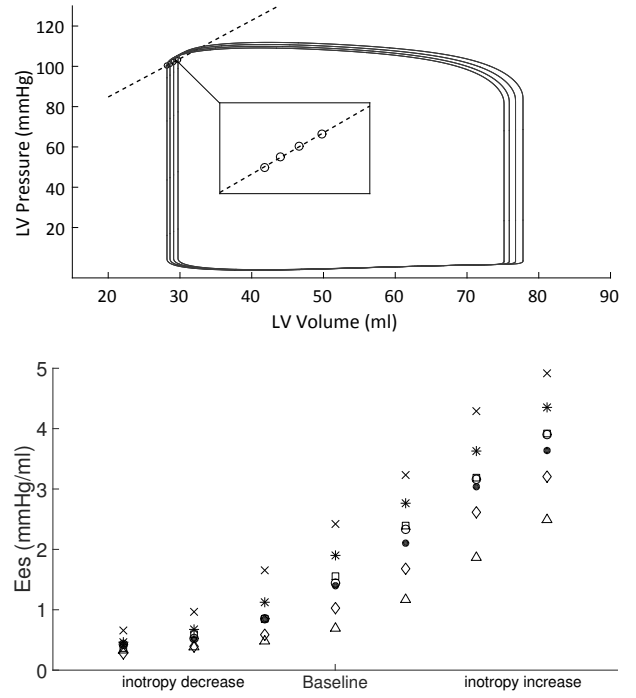 LV Pressure (mmHg)
120
100
80
60
40
20
20 30 40 50 60 70 80 90
LV Volume (ml)
Ees (mmHg/ml)
5
4
3
2
1
0
inotropy decrease Baseline inotropy increase